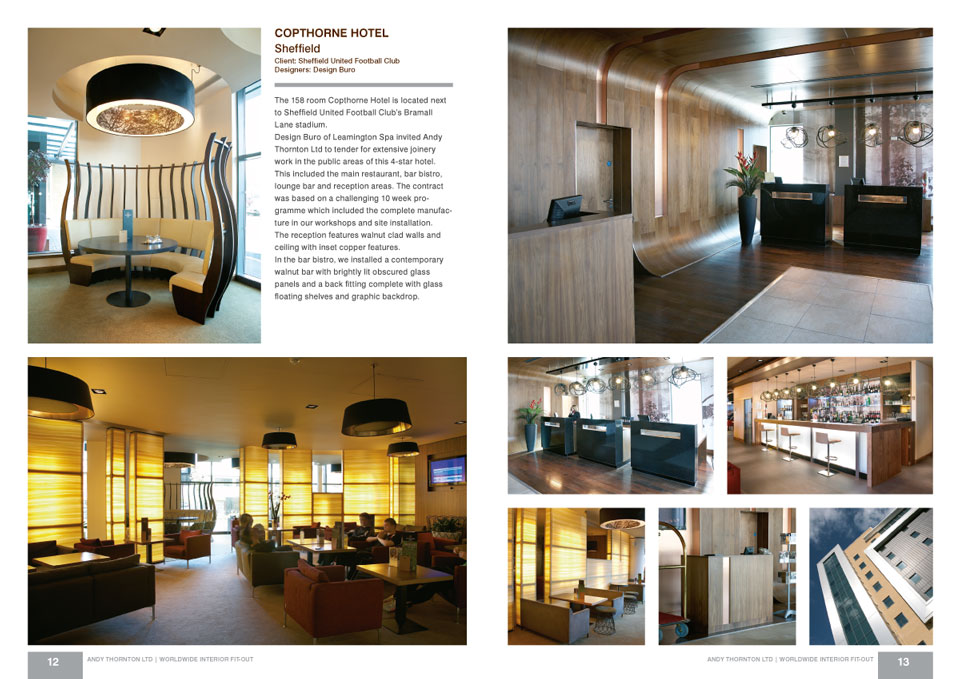 COPTHORNE HOTEL
Sheffield
Client: Sheffield United Football Club
Designers: Design Buro
The 158 room Copthorne Hotel is located next
to Sheffield United Football Club's Bramall
Lane stadium.
Design Buro of Leamington Spa invited Andy
Thornton Ltd to tender for extensive joinery
work in the public areas of this 4-star hotel.
This included the main restaurant, bar bistro,
lounge bar and reception areas. The contract
was based on a challenging 10 week pro-
gramme which included the complete manufac-
ture in our workshops and site installation.
The reception features walnut clad walls and
ceiling with inset copper features.
In the bar bistro, we installed a contemporary
walnut bar with brightly lit obscured glass
panels and a back fitting complete with glass
floating shelves and graphic backdrop.
12
ANDY THORNTON LTD | WORLDWIDE INTERIOR FIT-OUT
ANDY THORNTON LTD | WORLDWIDE INTERIOR FIT-OUT
13